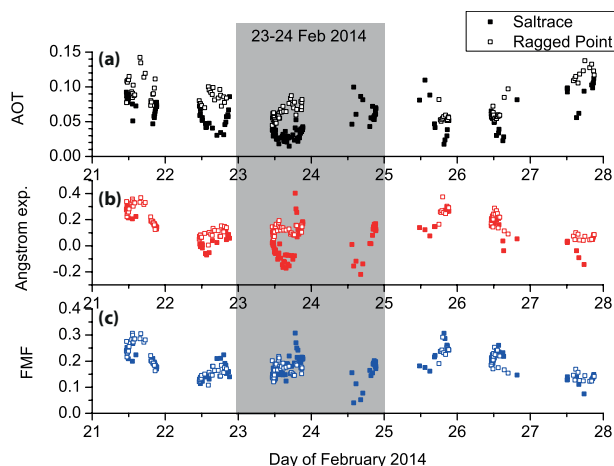 23-24 Feb 2014
Saltrace
Ragged Point
(a)
AOT
0.15
0.10
0.05
0.00
21 22 23 24 25 26 27 28
(b)
Angstrom exp.
0.4
0.2
0.0
-0.2
21 22 23 24 25 26 27 28
(c)
FMF
0.4
0.3
0.2
0.1
0.0
21 22 23 24 25 26 27 28
Day of February 2014